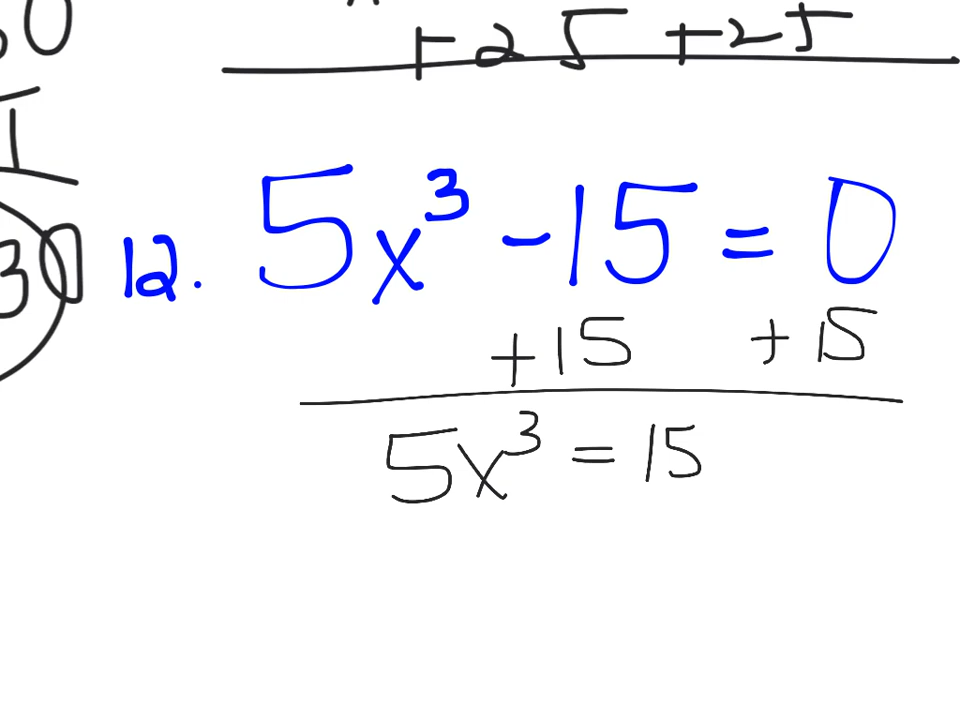 +25 +25
12. 5x³ - 15 = 0
+15 +15
5x³ = 15